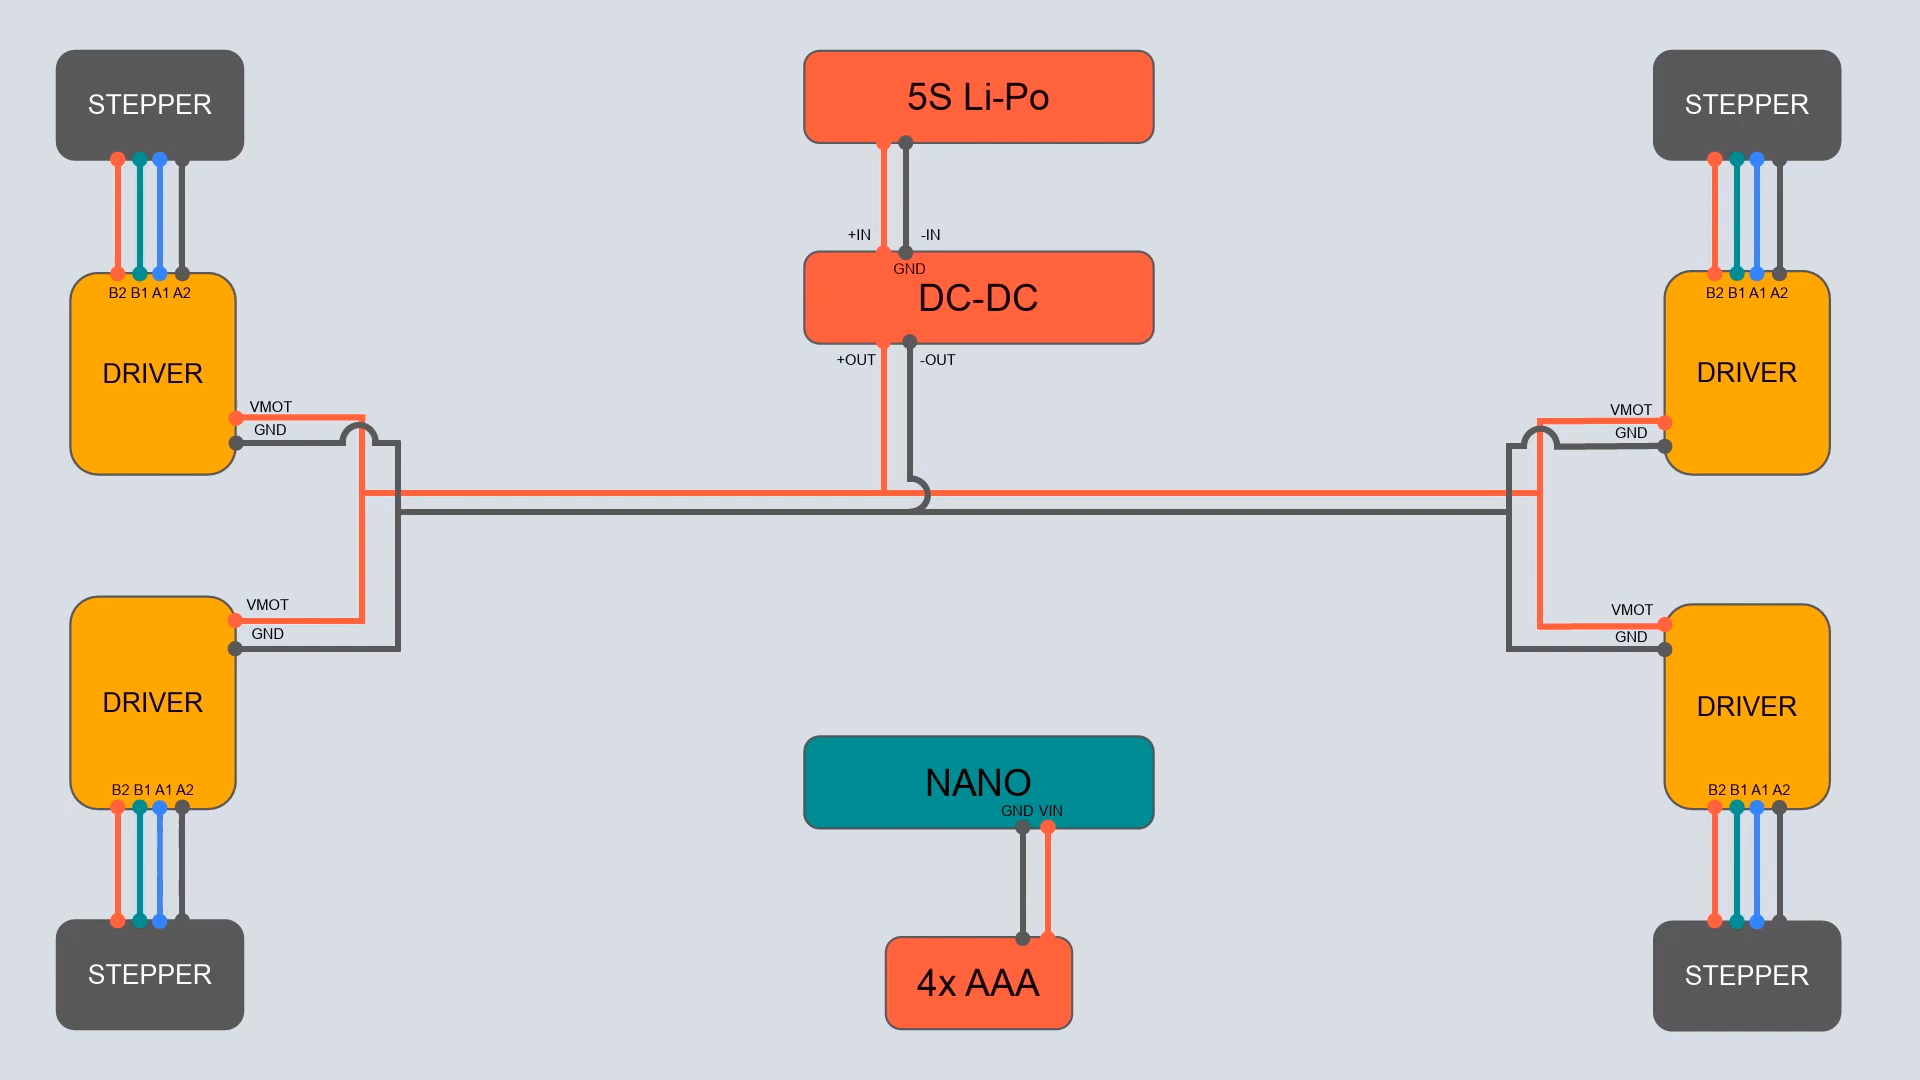 STEPPER
5S Li-Po
STEPPER
+IN
-IN
GND
DC-DC
B2 B1 A1 A2
B2 B1 A1 A2
+OUT
-OUT
DRIVER
DRIVER
VMOT
GND
VMOT
GND
VMOT
GND
VMOT
GND
DRIVER
DRIVER
NANO
GND VIN
B2 B1 A1 A2
B2 B1 A1 A2
STEPPER
4x AAA
STEPPER